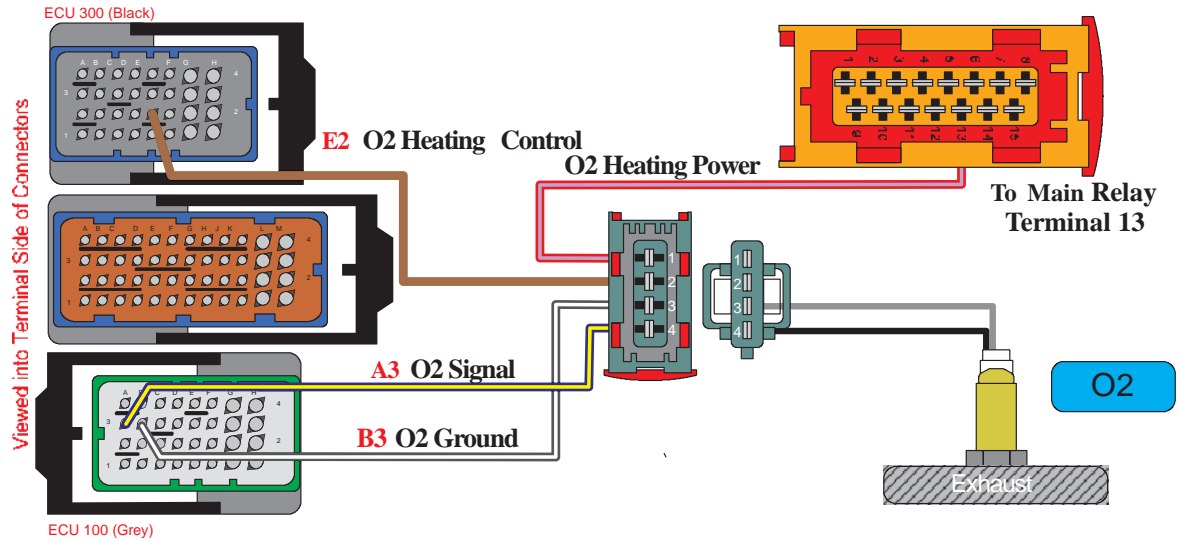 ECU 300 (Black)
A B C D E F G H
4
3
2
1
E2 O2 Heating Control
1 2 3 4 5 6 7 8
9 10 11 12 13 14 15
O2 Heating Power
To Main Relay
Terminal 13
Viewed into Terminal Side of Connectors
A B C D E F G H J K L M
4
3
2
1
1
2
3
4
1
2
3
4
A3 O2 Signal
O2
A B C D E F G H
4
3
2
1
B3 O2 Ground
Exhaust
ECU 100 (Grey)